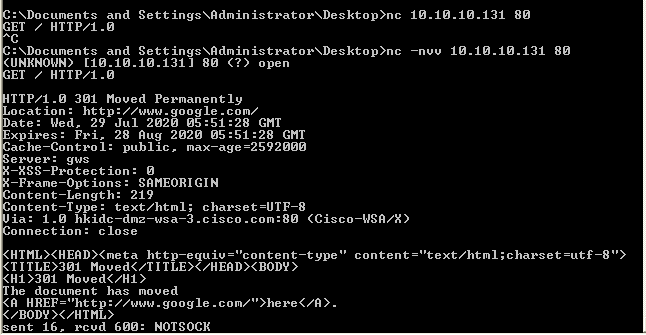 C:\Documents and Settings\Administrator\Desktop>nc 10.10.10.131 80
GET / HTTP/1.0
^C
C:\Documents and Settings\Administrator\Desktop>nc -nvv 10.10.10.131 80
(UNKNOWN) [10.10.10.131] 80 (?) open
GET / HTTP/1.0

HTTP/1.0 301 Moved Permanently
Location: http://www.google.com/
Date: Wed, 29 Jul 2020 05:51:28 GMT
Expires: Fri, 28 Aug 2020 05:51:28 GMT
Cache-Control: public, max-age=2592000
Server: gws
X-XSS-Protection: 0
X-Frame-Options: SAMEORIGIN
Content-Length: 219
Content-Type: text/html; charset=UTF-8
Via: 1.0 hkidc-dmz-wsa-3.cisco.com:80 (Cisco-WSA/X)
Connection: close

<HTML><HEAD><meta http-equiv="content-type" content="text/html;charset=utf-8">
<TITLE>301 Moved</TITLE></HEAD><BODY>
<H1>301 Moved</H1>
The document has moved
<A HREF="http://www.google.com/">here</A>.
</BODY></HTML>
sent 16, rcvd 600: NOTSOCK